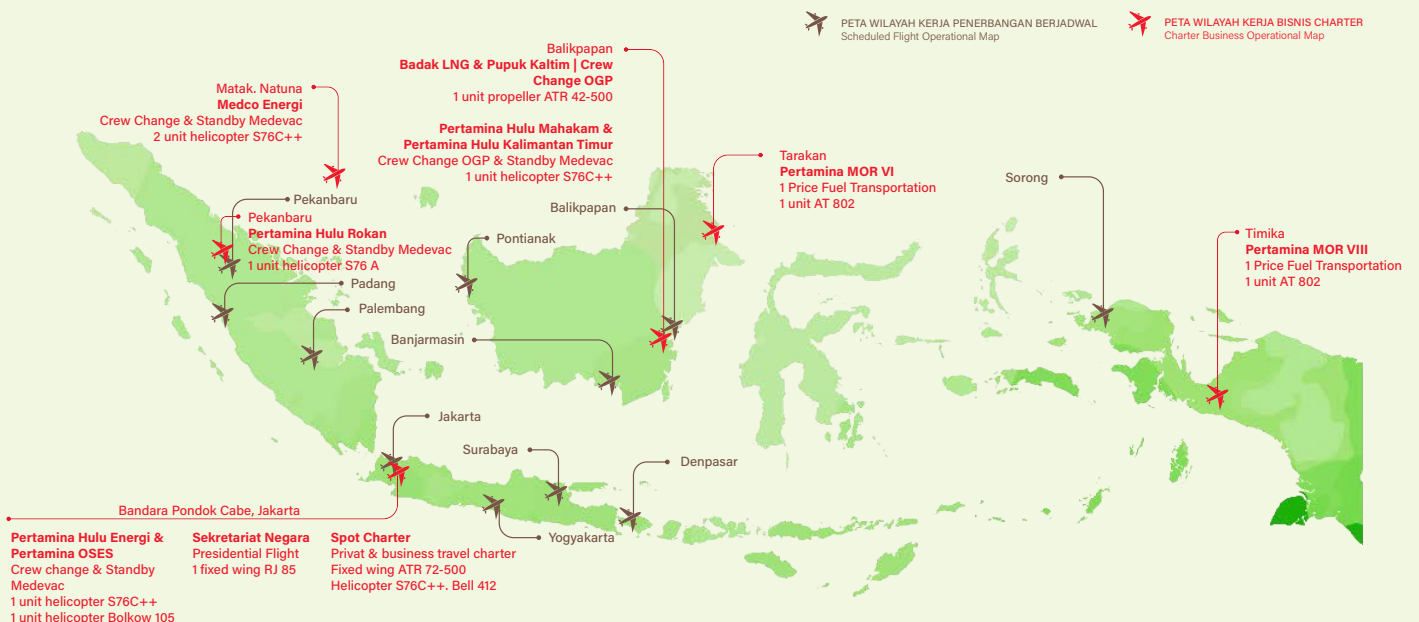 PETA WILAYAH KERJA PENERBANGAN BERJADWAL
Scheduled Flight Operational Map
PETA WILAYAH KERJA BISNIS CHARTER
Charter Business Operational Map
Balikpapan
Badak LNG & Pupuk Kaltim | Crew
Change OGP
1 unit propeller ATR 42-500
Pertamina Hulu Mahakam &
Pertamina Hulu Kalimantan Timur
Crew Change OGP & Standby Medevac
1 unit helicopter S76C++
Matak. Natuna
Medco Energi
Crew Change & Standby Medevac
2 unit helicopter S76C++
Tarakan
Pertamina MOR VI
1 Price Fuel Transportation
1 unit AT 802
Sorong
Pekanbaru
Pekanbaru
Pertamina Hulu Rokan
Crew Change & Standby Medevac
1 unit helicopter S76 A
Balikpapan
Pontianak
Timika
Pertamina MOR VIII
1 Price Fuel Transportation
1 unit AT 802
Padang
Palembang
Banjarmasin
Jakarta
Surabaya
Denpasar
Yogyakarta
Bandara Pondok Cabe, Jakarta
Pertamina Hulu Energi &
Pertamina OSES
Crew change & Standby
Medevac
1 unit helicopter S76C++
1 unit helicopter Bolkow 105
Sekretariat Negara
Presidential Flight
1 fixed wing RJ 85
Spot Charter
Privat & business travel charter
Fixed wing ATR 72-500
Helicopter S76C++. Bell 412